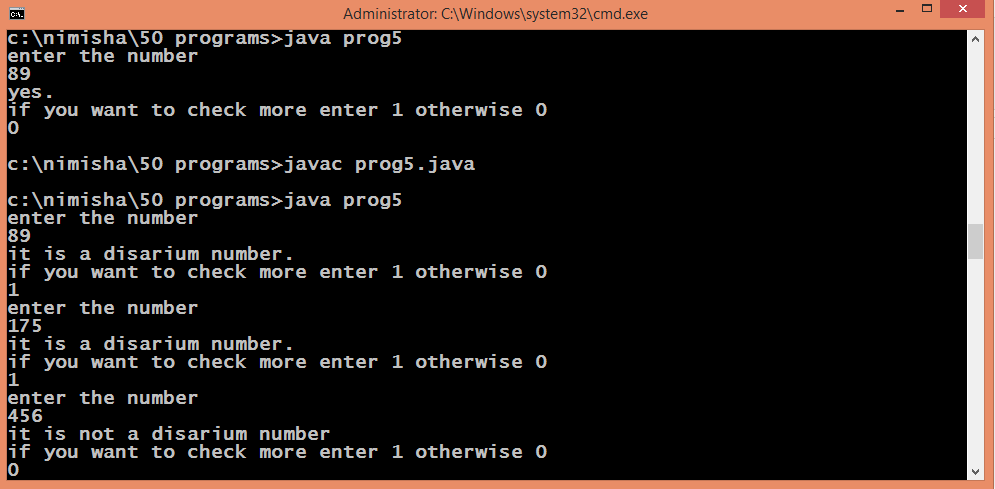 Administrator: C:\Windows\system32\cmd.exe
c:\nimisha\50 programs>java prog5
enter the number
89
yes.
if you want to check more enter 1 otherwise 0
0
c:\nimisha\50 programs>javac prog5.java
c:\nimisha\50 programs>java prog5
enter the number
89
it is a disarium number.
if you want to check more enter 1 otherwise 0
1
enter the number
175
it is a disarium number.
if you want to check more enter 1 otherwise 0
1
enter the number
456
it is not a disarium number
if you want to check more enter 1 otherwise 0
0